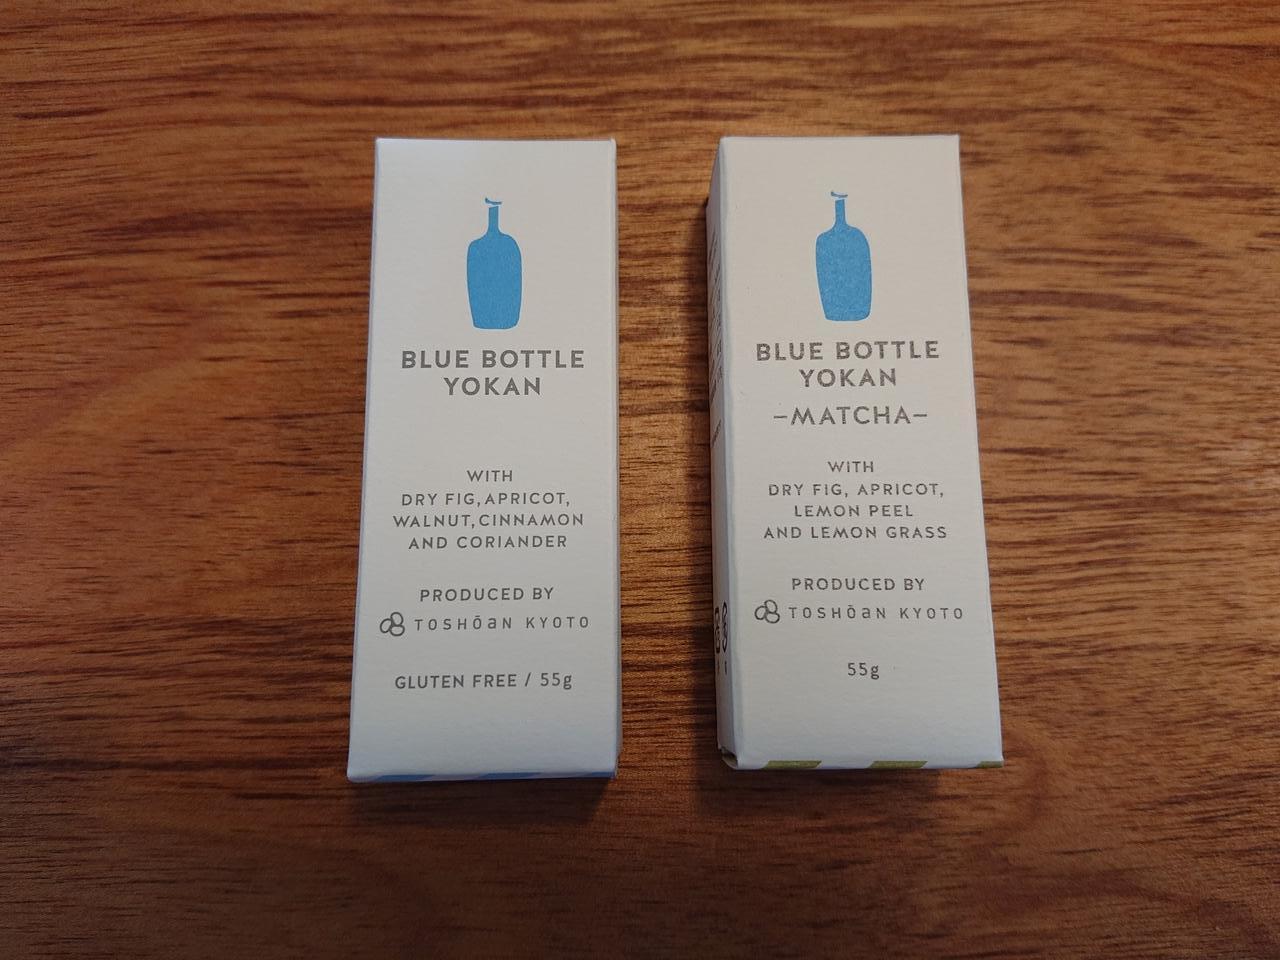 BLUE BOTTLE
YOKAN
WITH
DRY FIG, APRICOT,
WALNUT, CINNAMON
AND CORIANDER
PRODUCED BY
TOSHŌaN KYOTO
GLUTEN FREE / 55g
BLUE BOTTLE
YOKAN
–MATCHA–
WITH
DRY FIG, APRICOT,
LEMON PEEL
AND LEMON GRASS
PRODUCED BY
TOSHŌaN KYOTO
55g